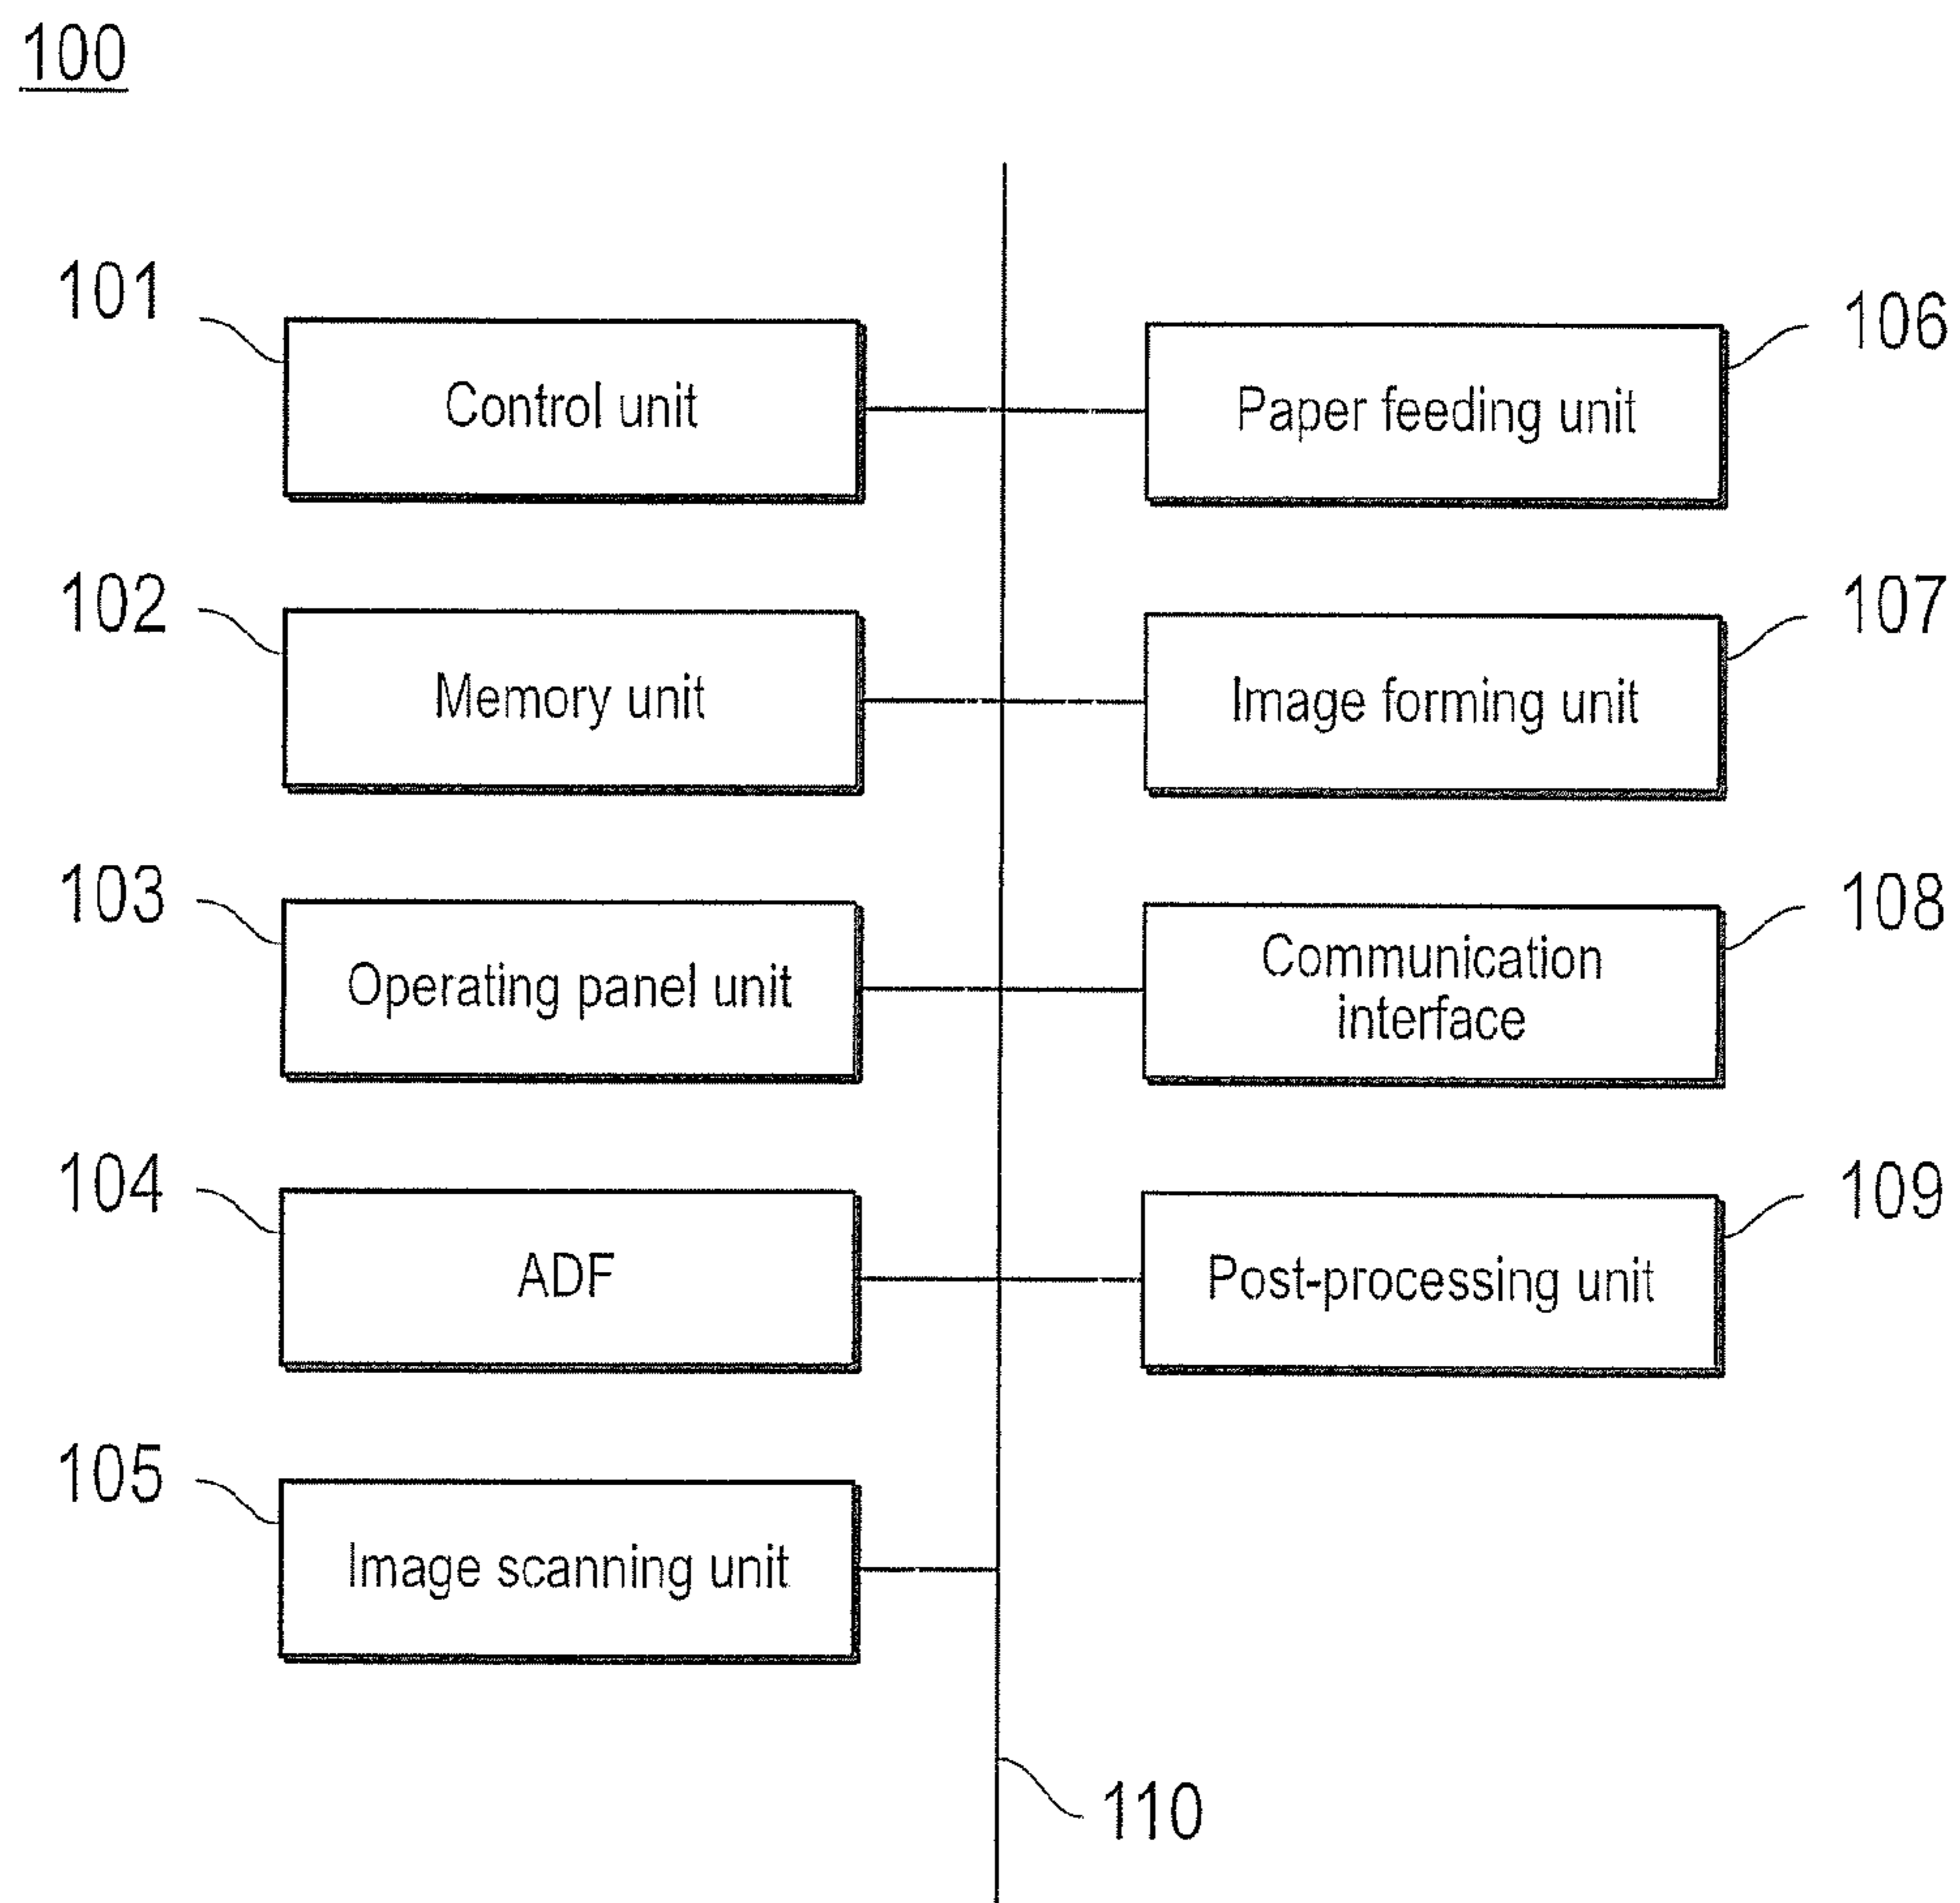 100
101
Control unit
106
Paper feeding unit
102
Memory unit
107
Image forming unit
103
Operating panel unit
108
Communication
interface
104
ADF
109
Post-processing unit
105
Image scanning unit
110